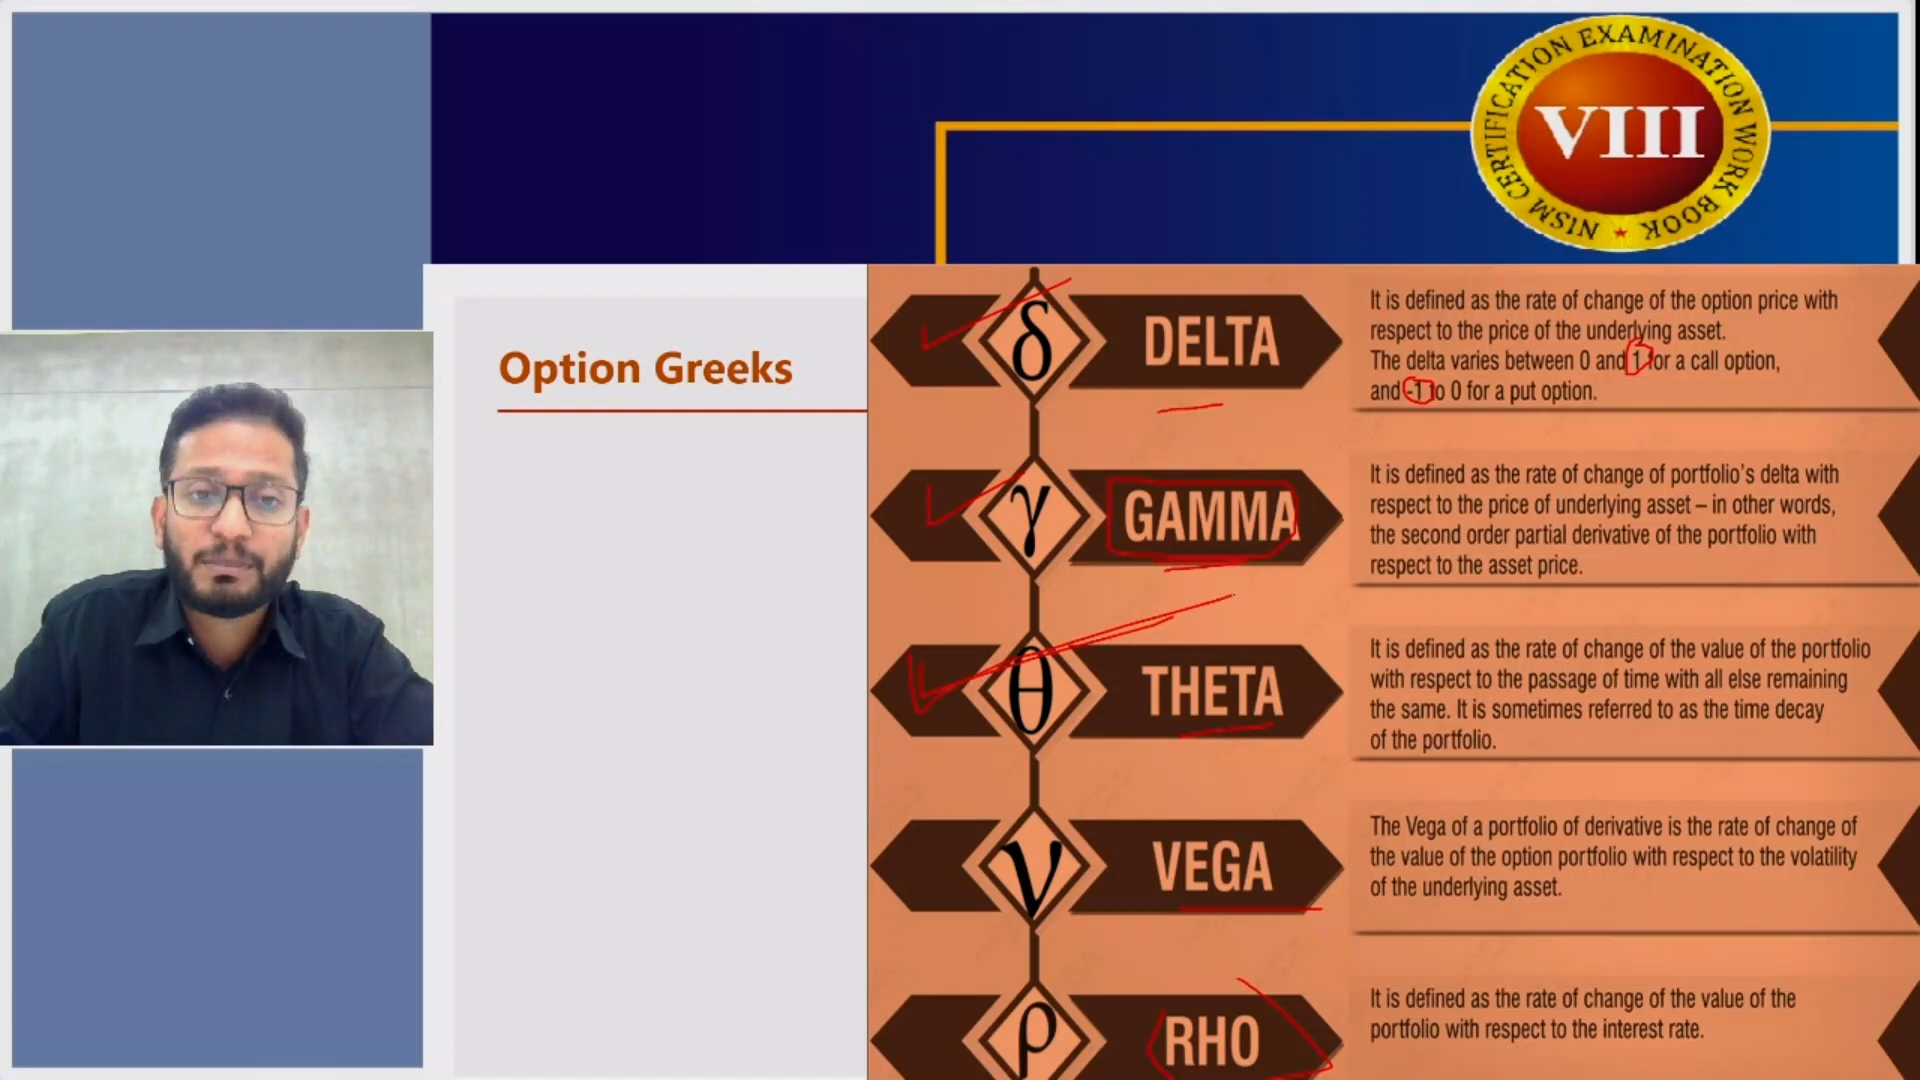 NISM CERTIFICATION EXAMINATION WORK BOOK
VIII
Option Greeks
δ
DELTA
It is defined as the rate of change of the option price with
respect to the price of the underlying asset.
The delta varies between 0 and 1 for a call option,
and -1 to 0 for a put option.
γ
GAMMA
It is defined as the rate of change of portfolio’s delta with
respect to the price of underlying asset – in other words,
the second order partial derivative of the portfolio with
respect to the asset price.
θ
THETA
It is defined as the rate of change of the value of the portfolio
with respect to the passage of time with all else remaining
the same. It is sometimes referred to as the time decay
of the portfolio.
ν
VEGA
The Vega of a portfolio of derivative is the rate of change of
the value of the option portfolio with respect to the volatility
of the underlying asset.
ρ
RHO
It is defined as the rate of change of the value of the
portfolio with respect to the interest rate.